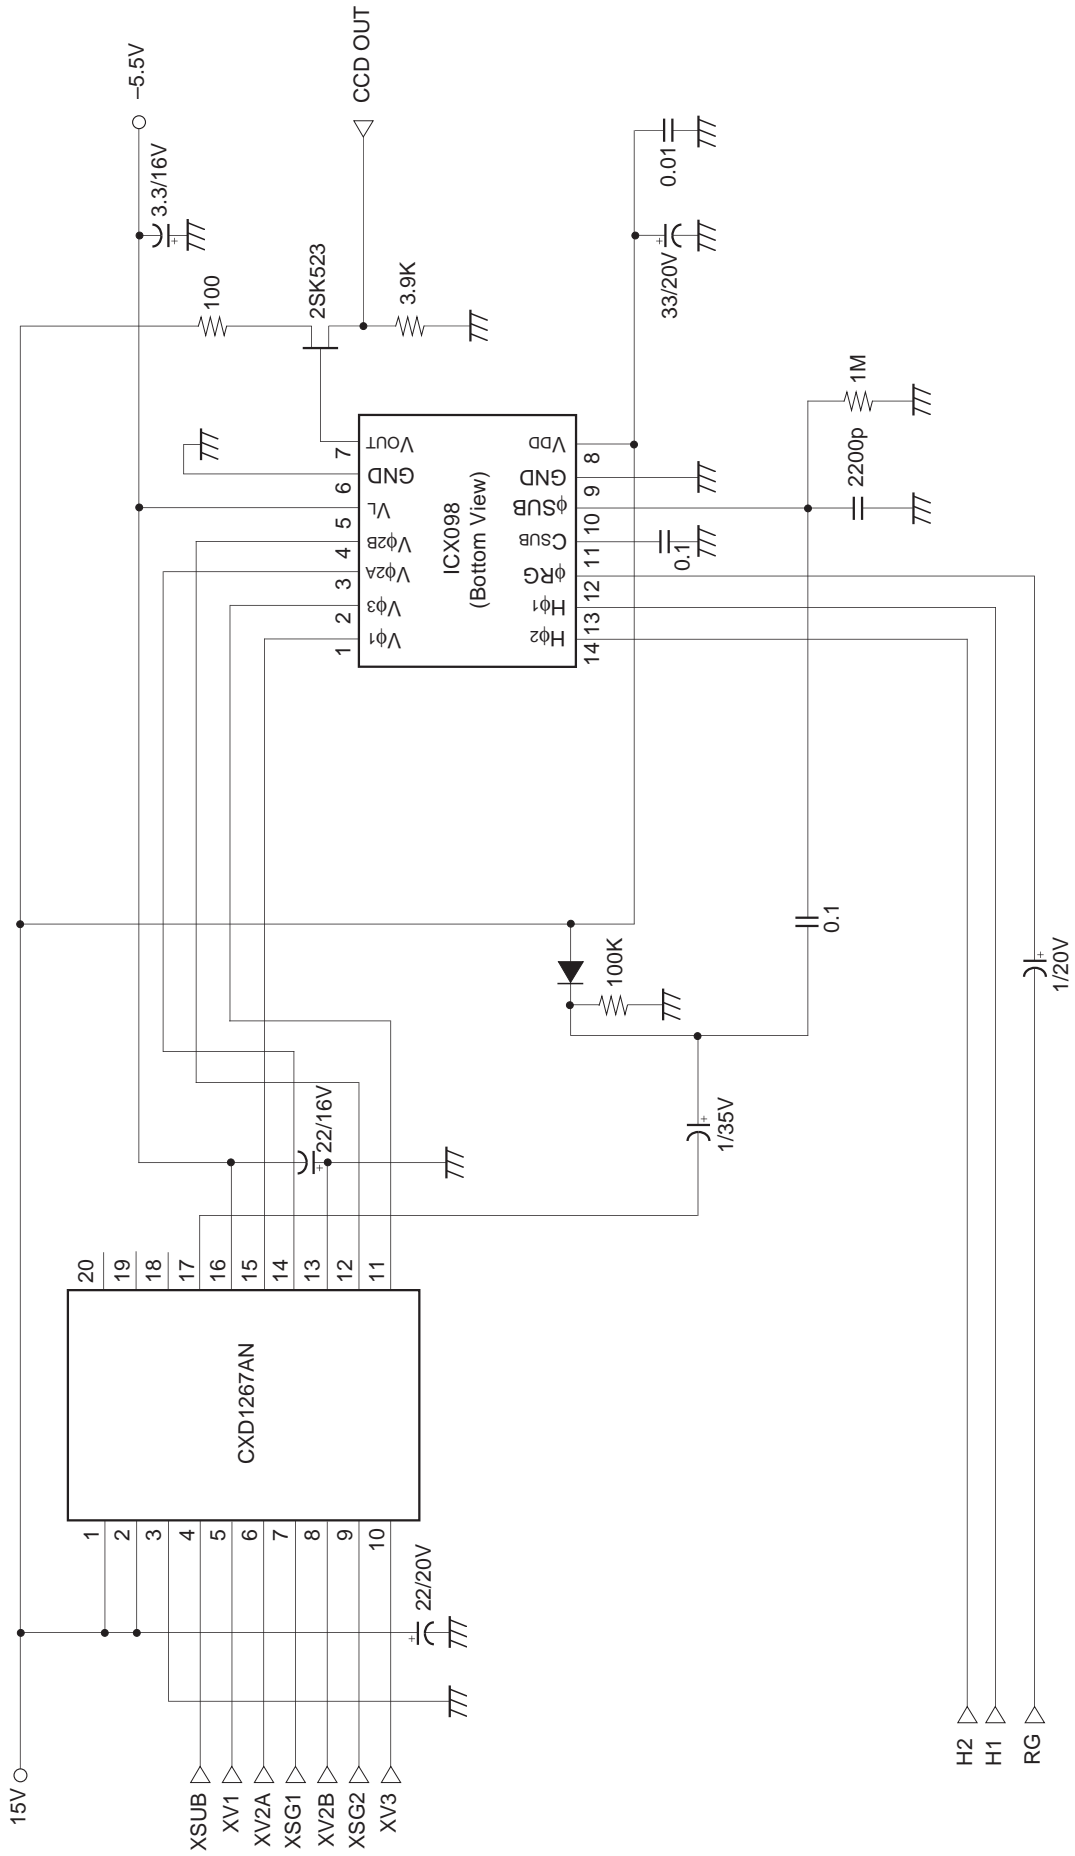 15V
XSUB
XV1
XV2A
XSG1
XV2B
XSG2
XV3
22/20V
1
2
3
4
5
6
7
8
9
10
CXD1267AN
20
19
18
17
16
15
14
13
12
11
22/16V
1/35V
100K
0.1
1/20V
H2
H1
RG
1
2
3
4
5
6
7
Vϕ1
Vϕ3
Vϕ2A
Vϕ2B
VL
GND
VOUT
ICX098
(Bottom View)
Hϕ2
Hϕ1
ϕRG
CSUB
ϕSUB
GND
VDD
14
13
12
11
10
9
8
0.1
2200p
1M
33/20V
0.01
2SK523
100
3.9K
3.3/16V
–5.5V
CCD OUT